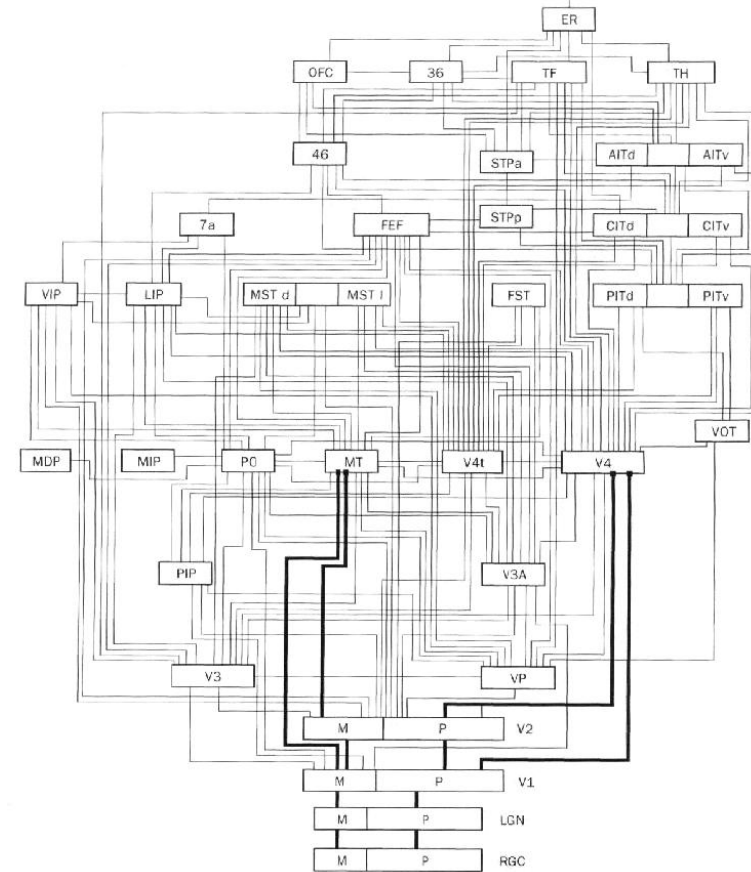 ER
OFC 36 TF TH
46 STPa AITd AITv
7a FEF STPp CITd CITv
VIP LIP MST d MST l FST PITd PITv
VOT
MDP MIP PO MT V4t V4
PIP V3A
V3 VP
M P V2
M P V1
M P LGN
M P RGC